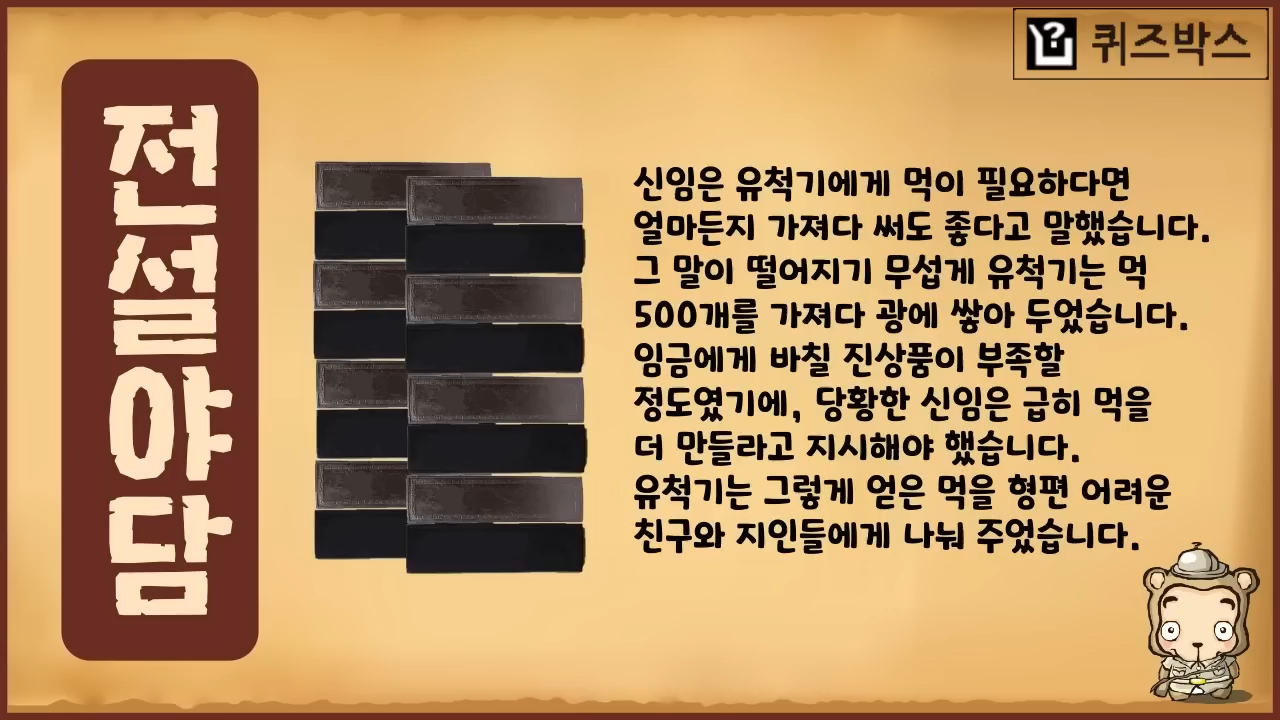 퀴즈박스
전설야담
신임은 유척기에게 먹이 필요하다면
얼마든지 가져다 써도 좋다고 말했습니다.
그 말이 떨어지기 무섭게 유척기는 먹
500개를 가져다 광에 쌓아 두었습니다.
임금에게 바칠 진상품이 부족할
정도였기에, 당황한 신임은 급히 먹을
더 만들라고 지시해야 했습니다.
유척기는 그렇게 얻은 먹을 형편 어려운
친구와 지인들에게 나눠 주었습니다.